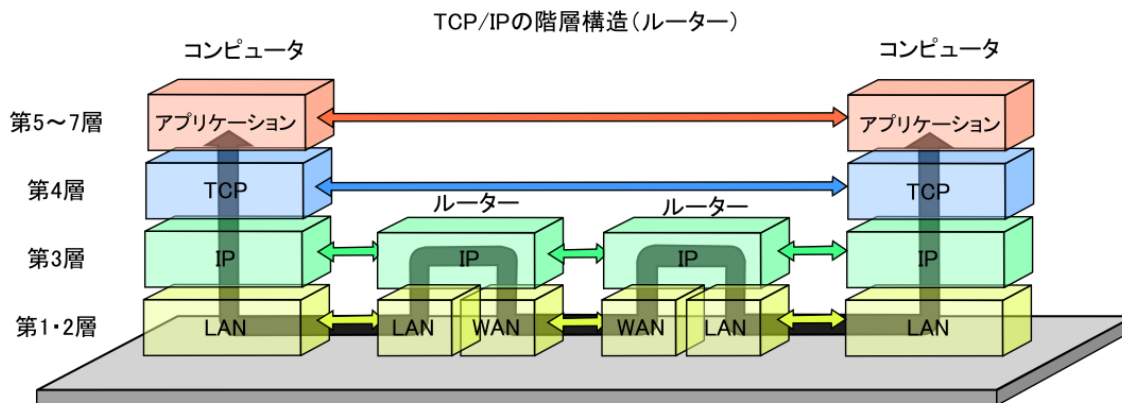 TCP/IPの階層構造(ルーター)
コンピュータ
コンピュータ
第5～7層
アプリケーション
アプリケーション
第4層
TCP
TCP
ルーター
ルーター
第3層
IP
IP
IP
IP
第1・2層
LAN
LAN
WAN
WAN
LAN
LAN